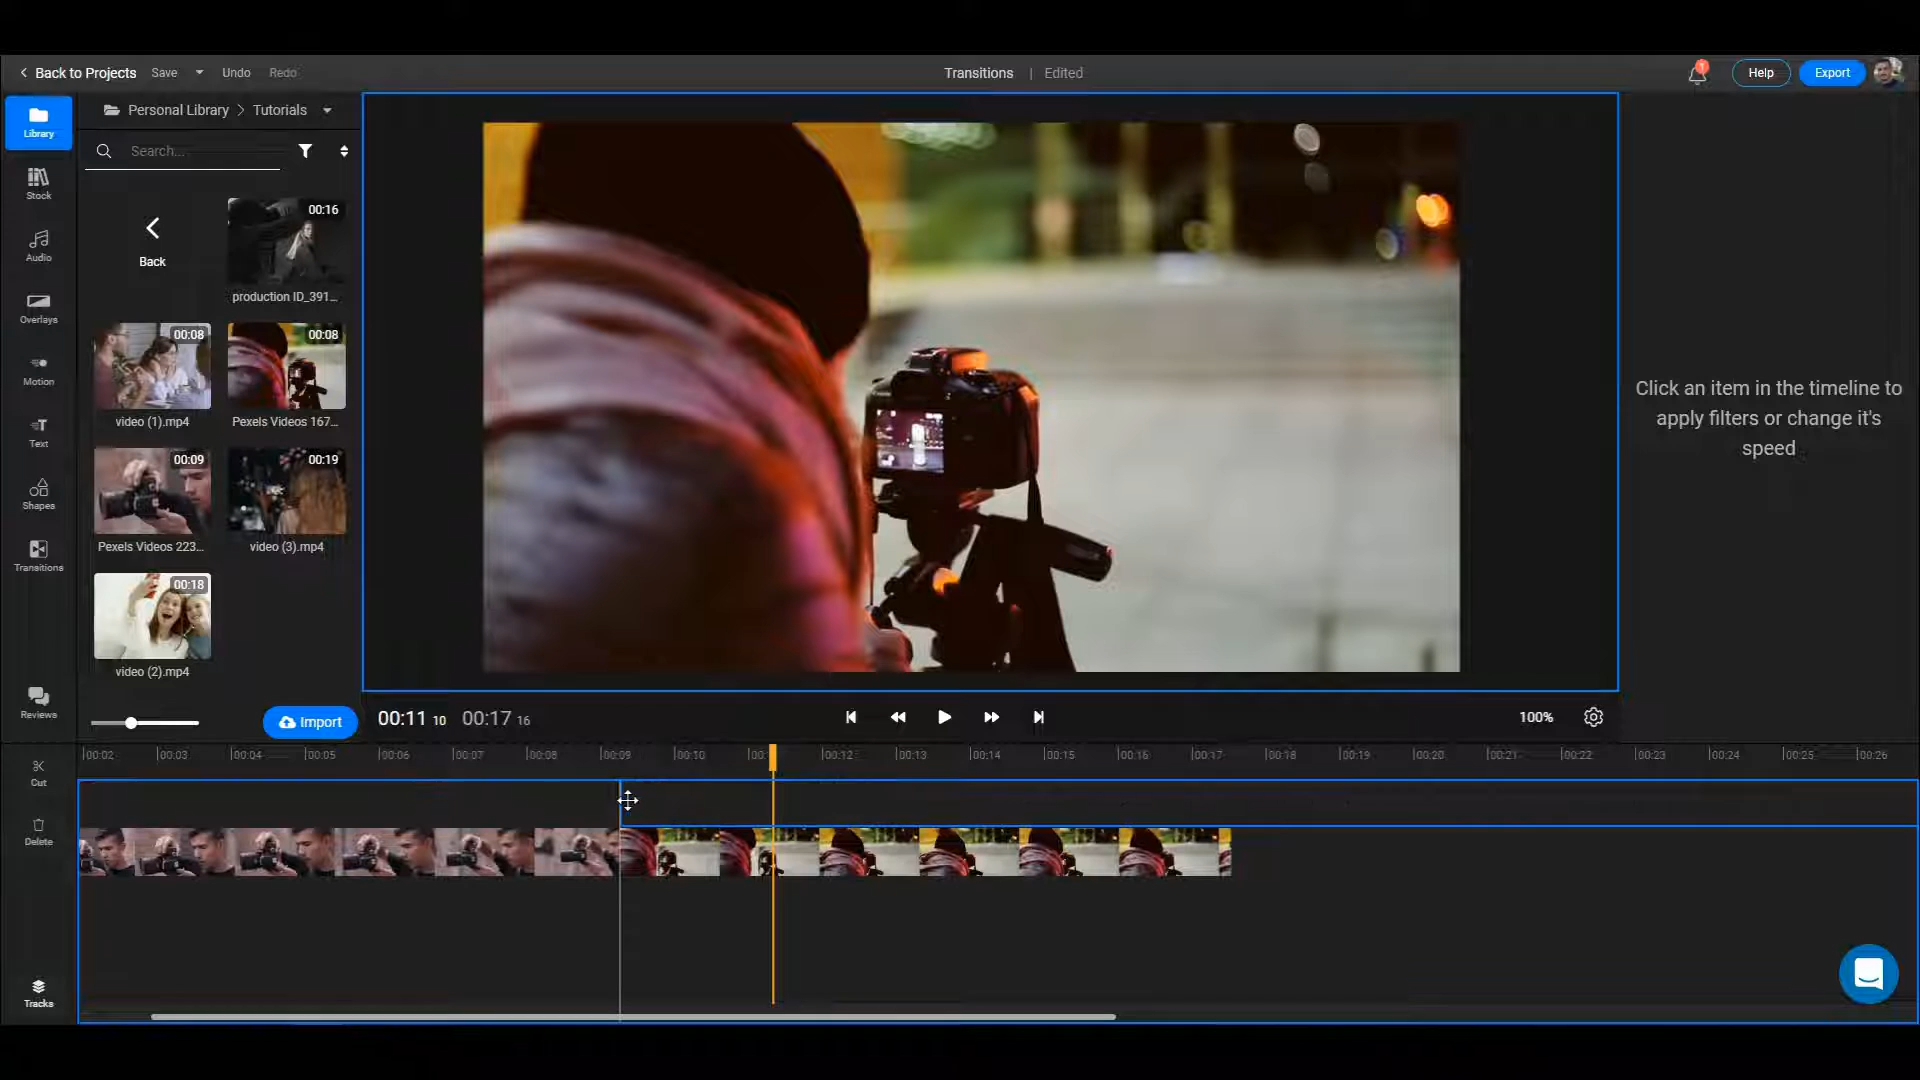 Back to Projects Save Undo Redo Transitions | Edited 1 Help Export
Library
Personal Library > Tutorials
Search...
Stock
Audio
Overlays
Motion
Text
Shapes
Transitions
Reviews
Back
00:16
production ID_391...
00:08
video (1).mp4
00:08
Pexels Videos 167...
00:09
Pexels Videos 223...
00:19
video (3).mp4
00:18
video (2).mp4
Import
Click an item in the timeline to
apply filters or change it's
speed
00:11 10 00:17 16 100%
00:02 00:03 00:04 00:05 00:06 00:07 00:08 00:09 00:10 00:12 00:13 00:14 00:15 00:16 00:17 00:18 00:19 00:20 00:21 00:22 00:23 00:24 00:25 00:26
Cut
Delete
Tracks